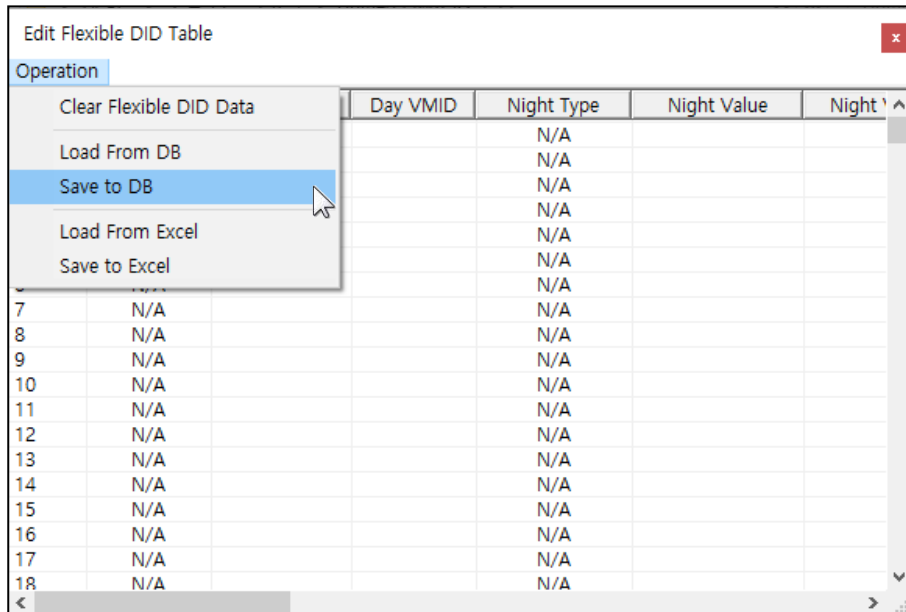 Edit Flexible DID Table
x
Operation
Day VMID Night Type Night Value Night
Clear Flexible DID Data
Load From DB
Save to DB
Load From Excel
Save to Excel
N/A
N/A
N/A
N/A
N/A
N/A
N/A
7 N/A N/A
8 N/A N/A
9 N/A N/A
10 N/A N/A
11 N/A N/A
12 N/A N/A
13 N/A N/A
14 N/A N/A
15 N/A N/A
16 N/A N/A
17 N/A N/A
18 N/A N/A